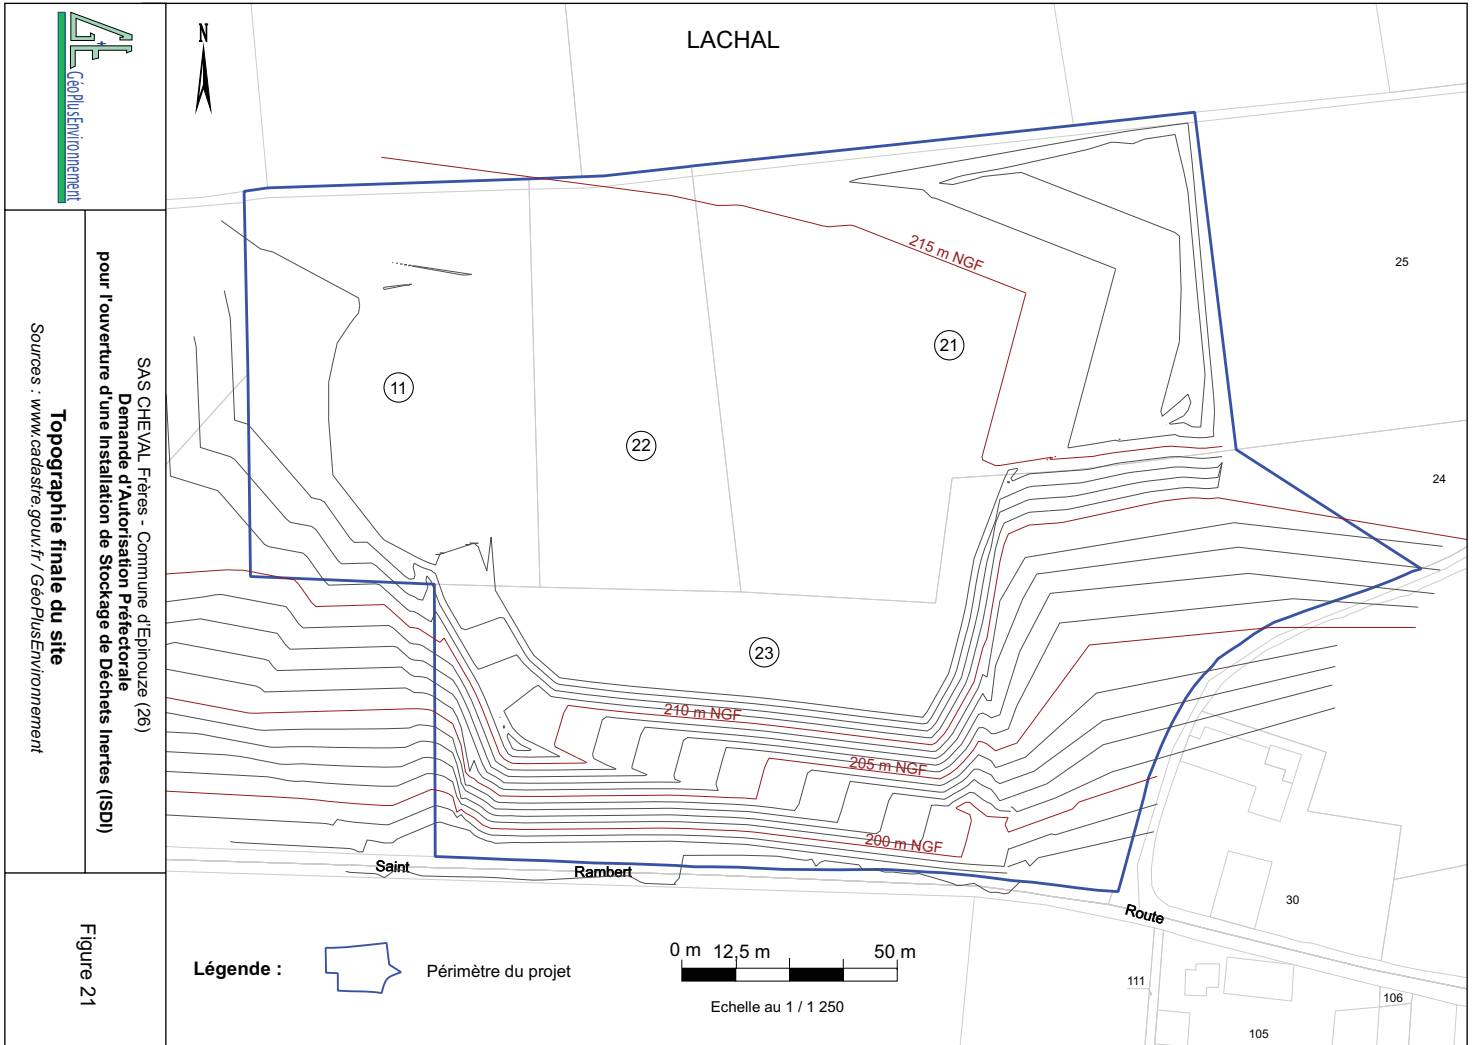 GéoPlusEnvironnement
SAS CHEVAL Frères - Commune d'Epinouze (26)
Demande d'Autorisation Préfectorale
pour l'ouverture d'une Installation de Stockage de Déchets Inertes (ISDI)
Topographie finale du site
Sources : www.cadastre.gouv.fr / GéoPlusEnvironnement
Figure 21
N
LACHAL
215 m NGF
25
21
11
22
24
23
210 m NGF
205 m NGF
200 m NGF
Saint
Rambert
Route
30
111
106
105
Légende :
Périmètre du projet
0 m
12,5 m
50 m
Echelle au 1 / 1 250